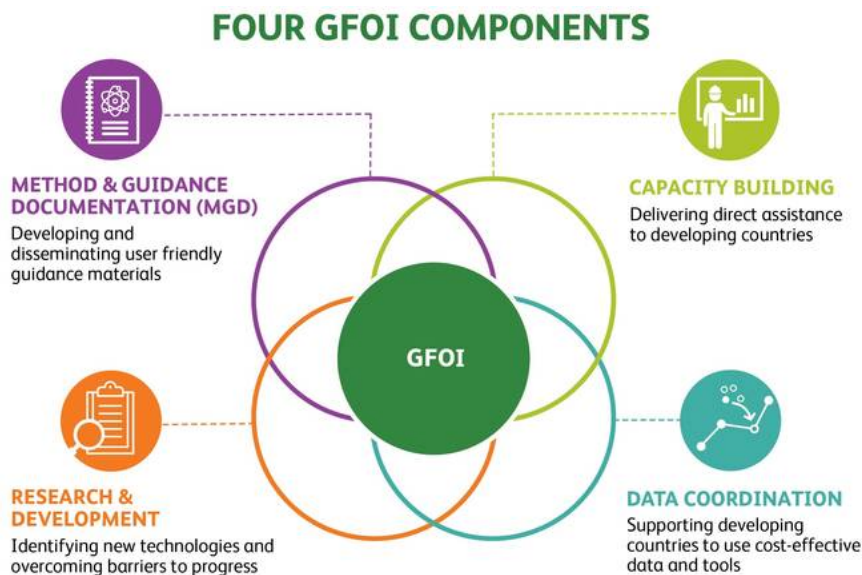 FOUR GFOI COMPONENTS
METHOD & GUIDANCE
DOCUMENTATION (MGD)
Developing and
disseminating user friendly
guidance materials
CAPACITY BUILDING
Delivering direct assistance
to developing countries
GFOI
RESEARCH &
DEVELOPMENT
Identifying new technologies and
overcoming barriers to progress
DATA COORDINATION
Supporting developing
countries to use cost-effective
data and tools